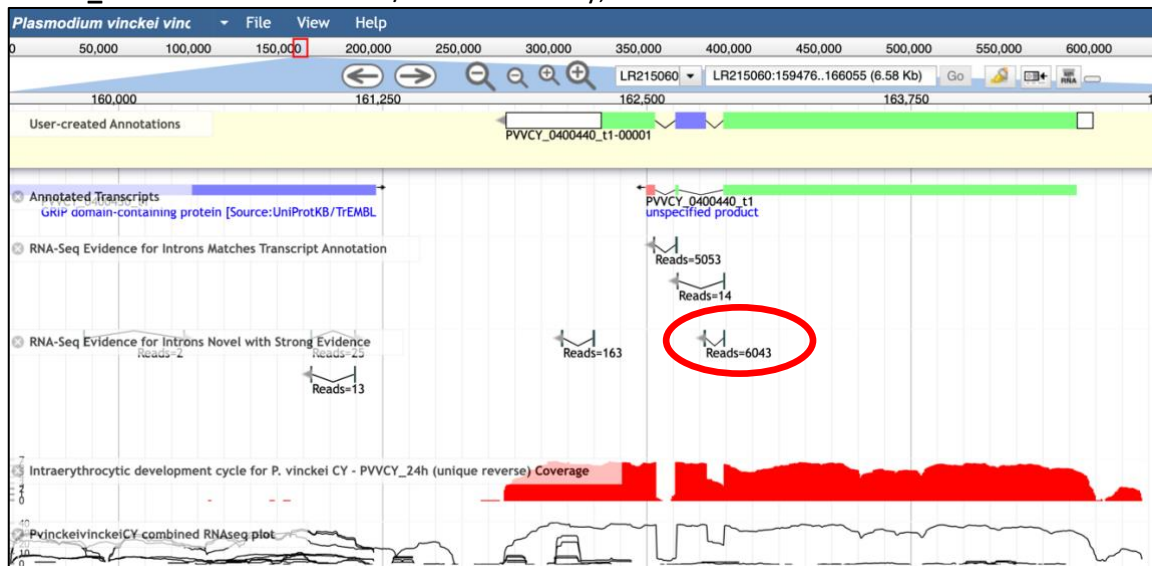 Plasmodium vinckei vinc File View Help
0 50,000 100,000 150,000 200,000 250,000 300,000 350,000 400,000 450,000 500,000 550,000 600,000
LR215060 LR215060:159476..166055 (6.58 Kb) Go
160,000 161,250 162,500 163,750
User-created Annotations
PVVCY_0400440_t1-00001
Annotated Transcripts
PVVCY_0400440_t1
GRIP domain-containing protein [Source:UniProtKB/TrEMBL
unspecified product
RNA-Seq Evidence for Introns Matches Transcript Annotation
Reads=5053
Reads=14
RNA-Seq Evidence for Introns Novel with Strong Evidence
Reads=2 Reads=25 Reads=163 Reads=6043
Reads=13
Intraerythrocytic development cycle for P. vinckei CY - PVVCY_24h (unique reverse) Coverage
PvinckeivinckeiCY combined RNAseq plot